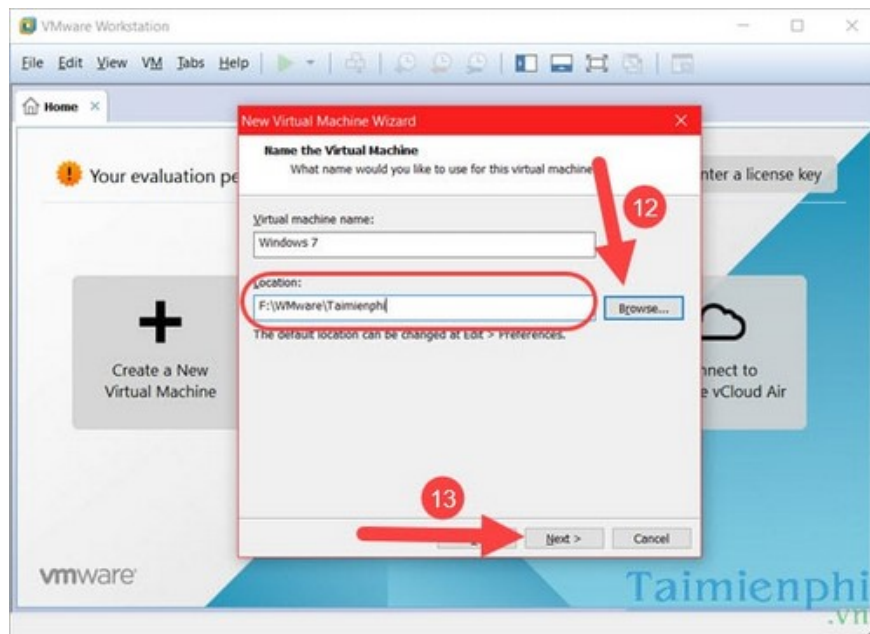 VMware Workstation
File Edit View VM Tabs Help
Home
New Virtual Machine Wizard
Name the Virtual Machine
What name would you like to use for this virtual machine
Your evaluation pe
nter a license key
12
Virtual machine name:
Windows 7
Location:
F:\WMware\Taimienphi
Browse...
The default location can be changed at Edit > Preferences.
Create a New
Virtual Machine
nnect to
e vCloud Air
13
Next >
Cancel
vmware
Taimienphi
.vn